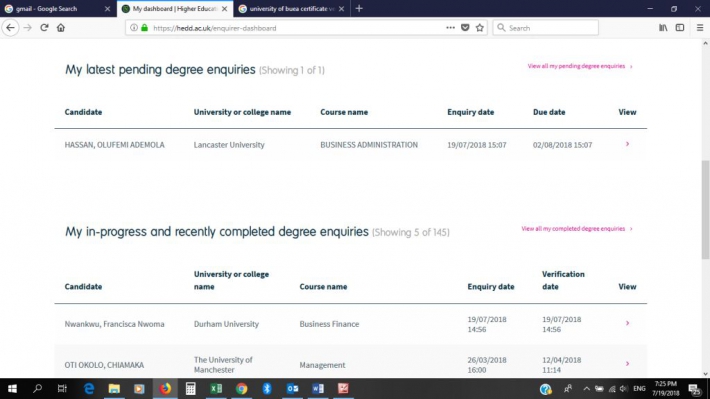 gmail - Google Search
My dashboard | Higher Educati
university of buea certificate ve
https://hedd.ac.uk/enquirer-dashboard
Search
My latest pending degree enquiries (Showing 1 of 1)
View all my pending degree enquiries
Candidate University or college name Course name Enquiry date Due date View
HASSAN, OLUFEMI ADEMOLA Lancaster University BUSINESS ADMINISTRATION 19/07/2018 15:07 02/08/2018 15:07
My in-progress and recently completed degree enquiries (Showing 5 of 145)
View all my completed degree enquiries
Candidate University or college name Course name Enquiry date Verification date View
Nwankwu, Francisca Nwoma Durham University Business Finance 19/07/2018 14:56 19/07/2018 14:56
OTI OKOLO, CHIAMAKA The University of Manchester Management 26/03/2018 16:00 12/04/2018 11:14
ENG
7:25 PM
7/19/2018
25